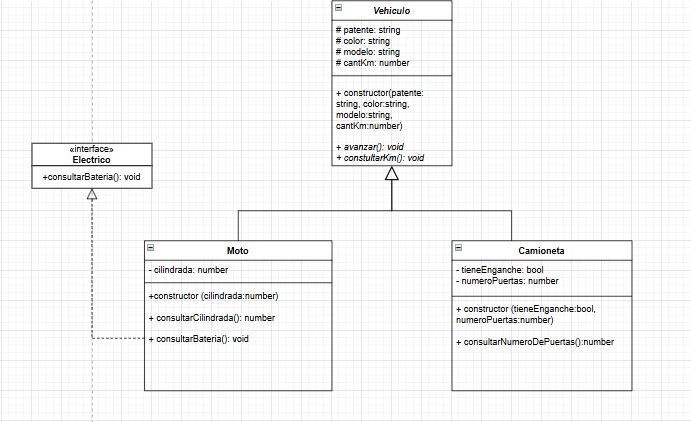 Vehiculo
# patente: string
# color: string
# modelo: string
# cantKm: number
+ constructor(patente:
string, color:string,
modelo:string,
cantKm:number)
+ avanzar(): void
+ constultarKm(): void
«interface»
Electrico
+consultarBateria(): void
Moto
- cilindrada: number
+constructor (cilindrada:number)
+ consultarCilindrada(): number
+ consultarBateria(): void
Camioneta
- tieneEnganche: bool
- numeroPuertas: number
+ constructor (tieneEnganche:bool,
numeroPuertas:number)
+ consultarNumeroDePuertas():number